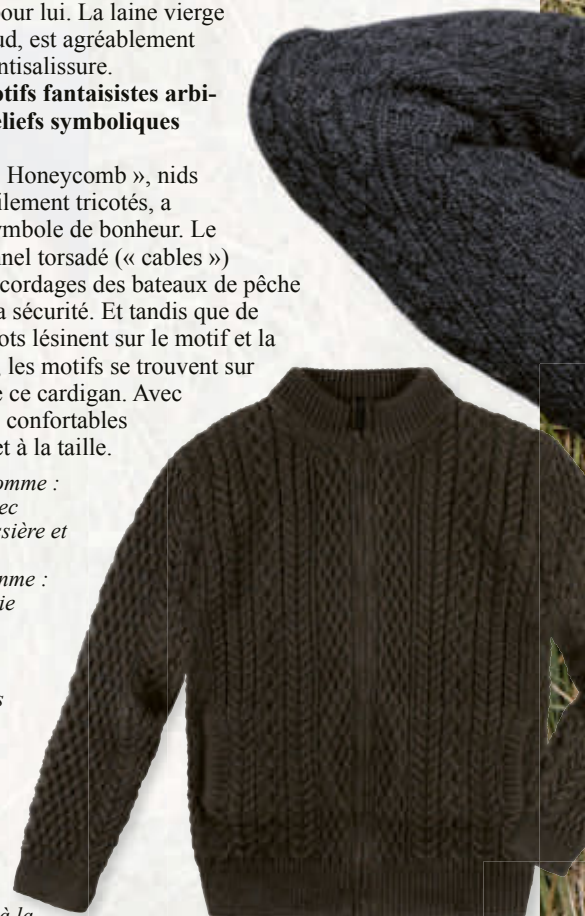 our lui. La laine vierge
ud, est agréablement
ntisalissure.
otifs fantaisistes arbi-
eliefs symboliques
Honeycomb », nids
ilement tricotés, a
ymbole de bonheur. Le
nnel torsadé (« cables »)
cordages des bateaux de pêche
a sécurité. Et tandis que de
ots lésinent sur le motif et la
, les motifs se trouvent sur
e ce cardigan. Avec
confortables
et à la taille.
omme :
ec
sière et
nme :
ie
s
à la